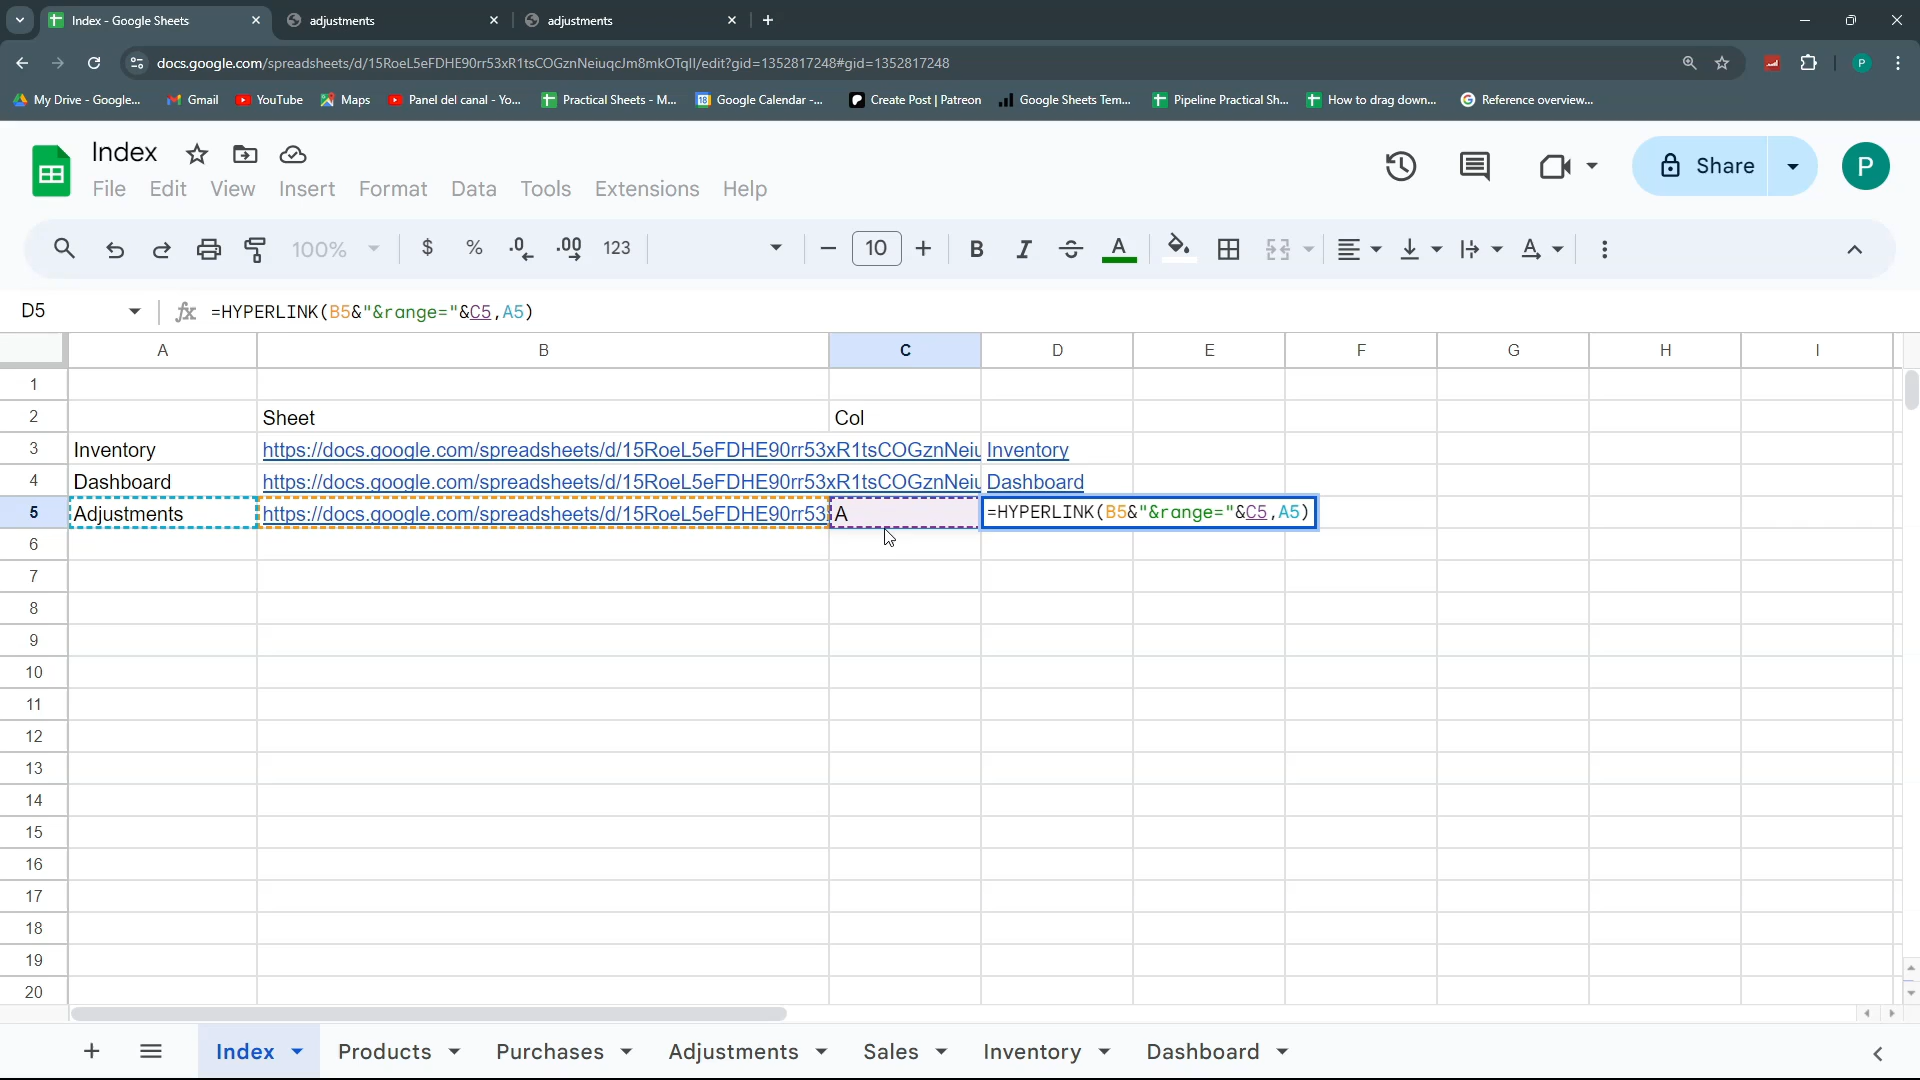 Index - Google Sheets
adjustments
adjustments
docs.google.com/spreadsheets/d/15RoeL5eFDHE90rr53xR1tsCOGznNeiuqcJm8mkOTqlI/edit?gid=1352817248#gid=1352817248
P
My Drive - Google...
Gmail
YouTube
Maps
Panel del canal - Yo...
Practical Sheets - M...
18
Google Calendar -...
Create Post | Patreon
Google Sheets Tem...
Pipeline Practical Sh...
How to drag down...
Reference overview...
Index
File Edit View Insert Format Data Tools Extensions Help
Share
P
100% $ % .0 .00 123 10 B I S A A
D5 fx =HYPERLINK(B5&"&range="&C5,A5)
A B C D E F G H I
1
2 Sheet Col
3 Inventory https://docs.google.com/spreadsheets/d/15RoeL5eFDHE90rr53xR1tsCOGznNeiu Inventory
4 Dashboard https://docs.google.com/spreadsheets/d/15RoeL5eFDHE90rr53xR1tsCOGznNeiu Dashboard
5 Adjustments https://docs.google.com/spreadsheets/d/15RoeL5eFDHE90rr53 A =HYPERLINK(B5&"&range="&C5,A5)
6
7
8
9
10
11
12
13
14
15
16
17
18
19
20
Index Products Purchases Adjustments Sales Inventory Dashboard